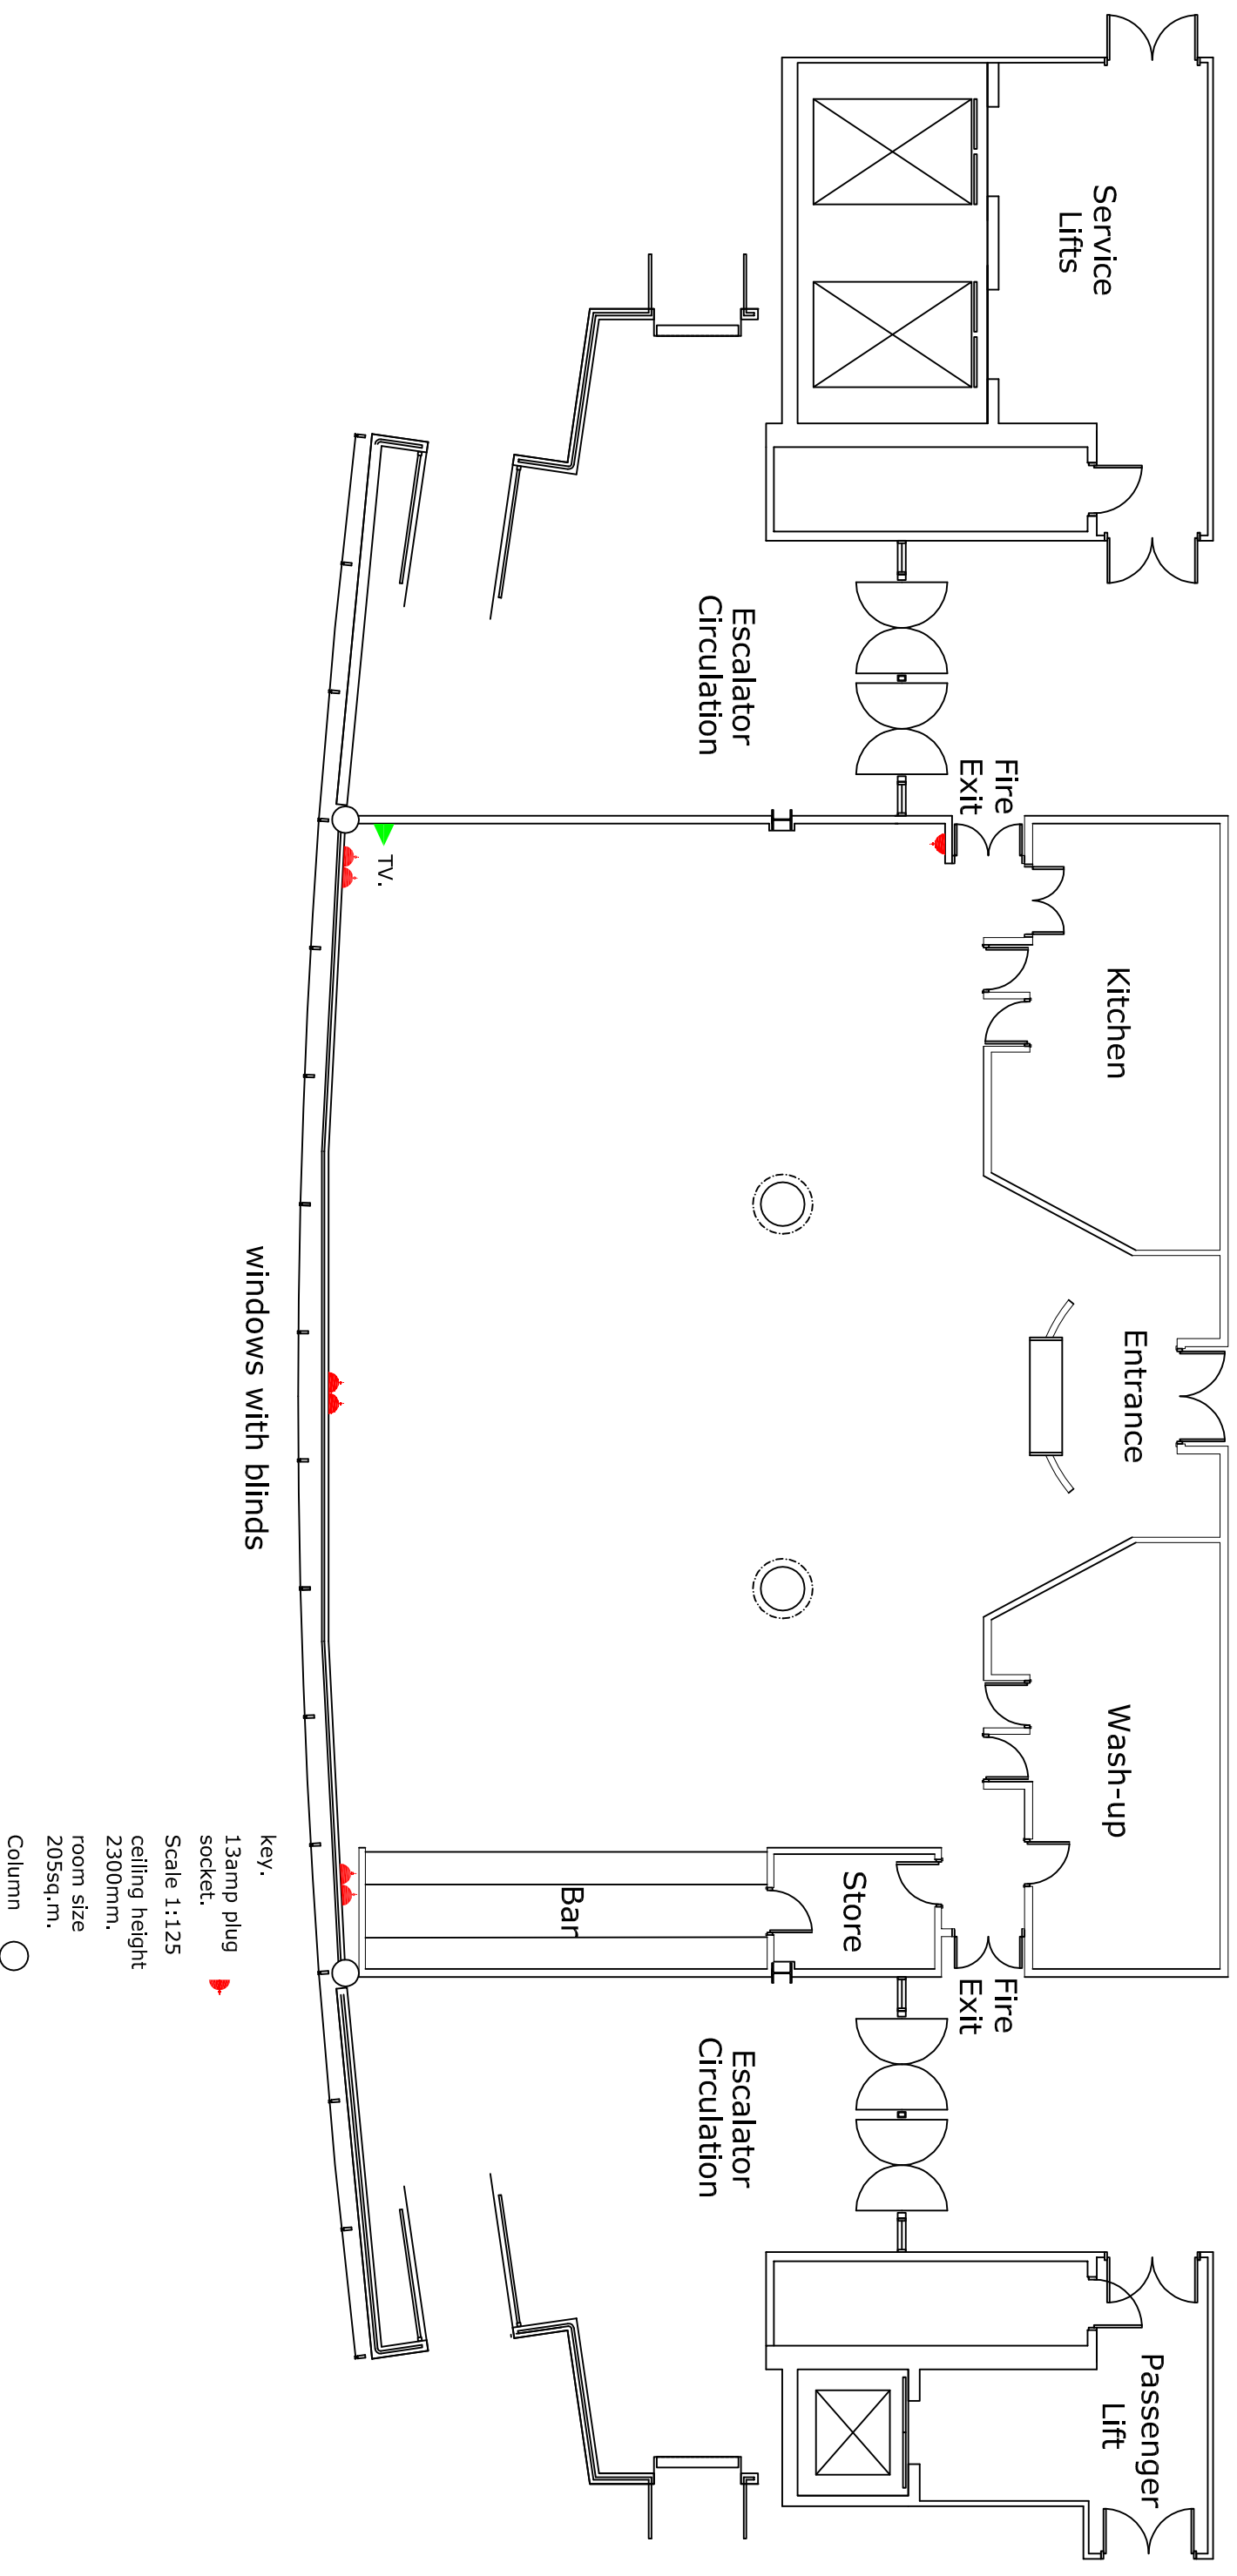 Service
Lifts
Escalator
Circulation
Fire
Exit
Kitchen
TV.
Entrance
windows with blinds
Wash-up
Bar
Store
Fire
Exit
Escalator
Circulation
Passenger
Lift
key.
13amp plug
socket.
Scale 1:125
ceiling height
2300mm.
room size
205sq.m.
Column